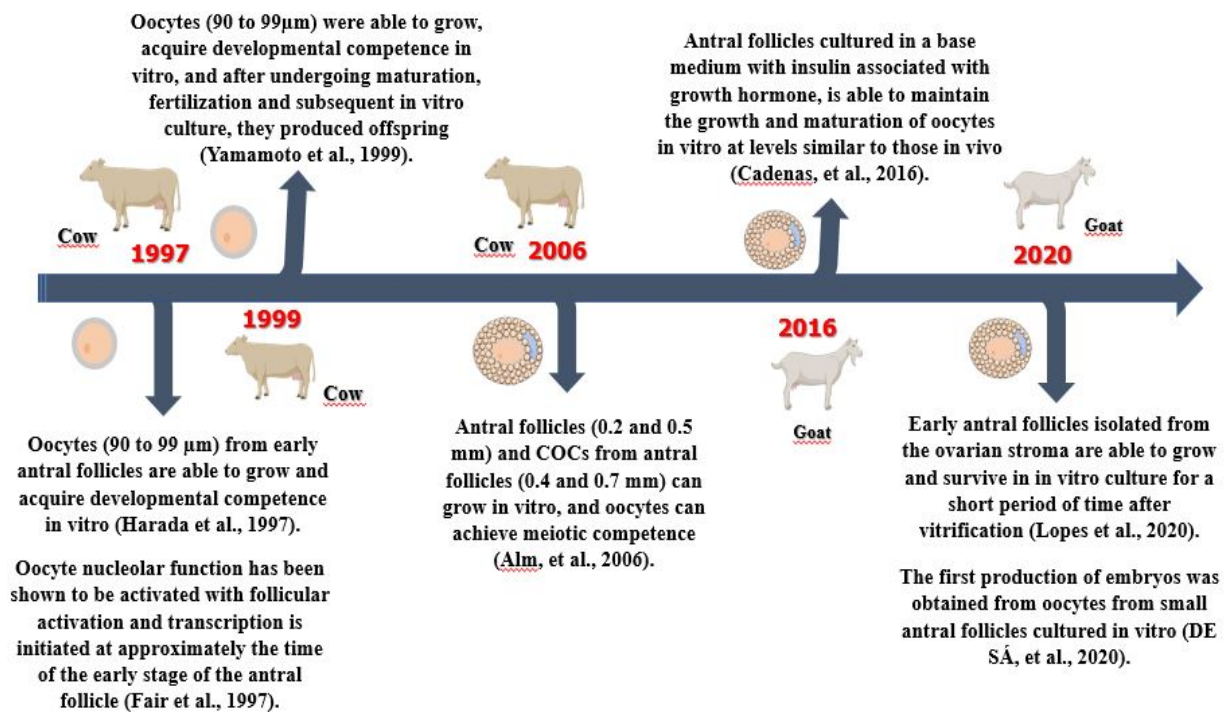 Oocytes (90 to 99µm) were able to grow,
acquire developmental competence in
vitro, and after undergoing maturation,
fertilization and subsequent in vitro
culture, they produced offspring
(Yamamoto et al., 1999).
Antral follicles cultured in a base
medium with insulin associated with
growth hormone, is able to maintain
the growth and maturation of oocytes
in vitro at levels similar to those in vivo
(Cadenas, et al., 2016).
Cow
1997
Cow
2006
2020
Goat
1999
Cow
2016
Goat
Oocytes (90 to 99 µm) from early
antral follicles are able to grow and
acquire developmental competence
in vitro (Harada et al., 1997).
Oocyte nucleolar function has been
shown to be activated with follicular
activation and transcription is
initiated at approximately the time
of the early stage of the antral
follicle (Fair et al., 1997).
Antral follicles (0.2 and 0.5
mm) and COCs from antral
follicles (0.4 and 0.7 mm) can
grow in vitro, and oocytes can
achieve meiotic competence
(Alm, et al., 2006).
Early antral follicles isolated from
the ovarian stroma are able to grow
and survive in in vitro culture for a
short period of time after
vitrification (Lopes et al., 2020).
The first production of embryos was
obtained from oocytes from small
antral follicles cultured in vitro (DE
SÁ, et al., 2020).